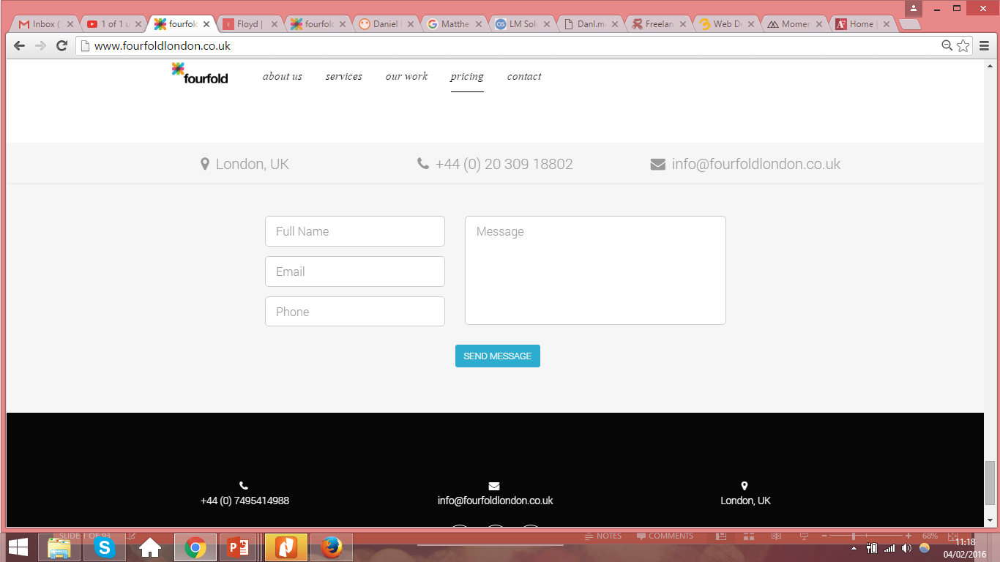 Inbox (
1 of 1 u
fourfold
Floyd |
fourfold
Daniel
Matthe
LM Solu
Danl.m
Freelan
Web De
Momen
Home |
www.fourfoldlondon.co.uk
fourfold
about us
services
our work
pricing
contact
London, UK
+44 (0) 20 309 18802
info@fourfoldlondon.co.uk
Full Name
Message
Email
Phone
SEND MESSAGE
+44 (0) 7495414988
info@fourfoldlondon.co.uk
London, UK
SLIDE 1 OF 93
NOTES
COMMENTS
68%
11:18
04/02/2016